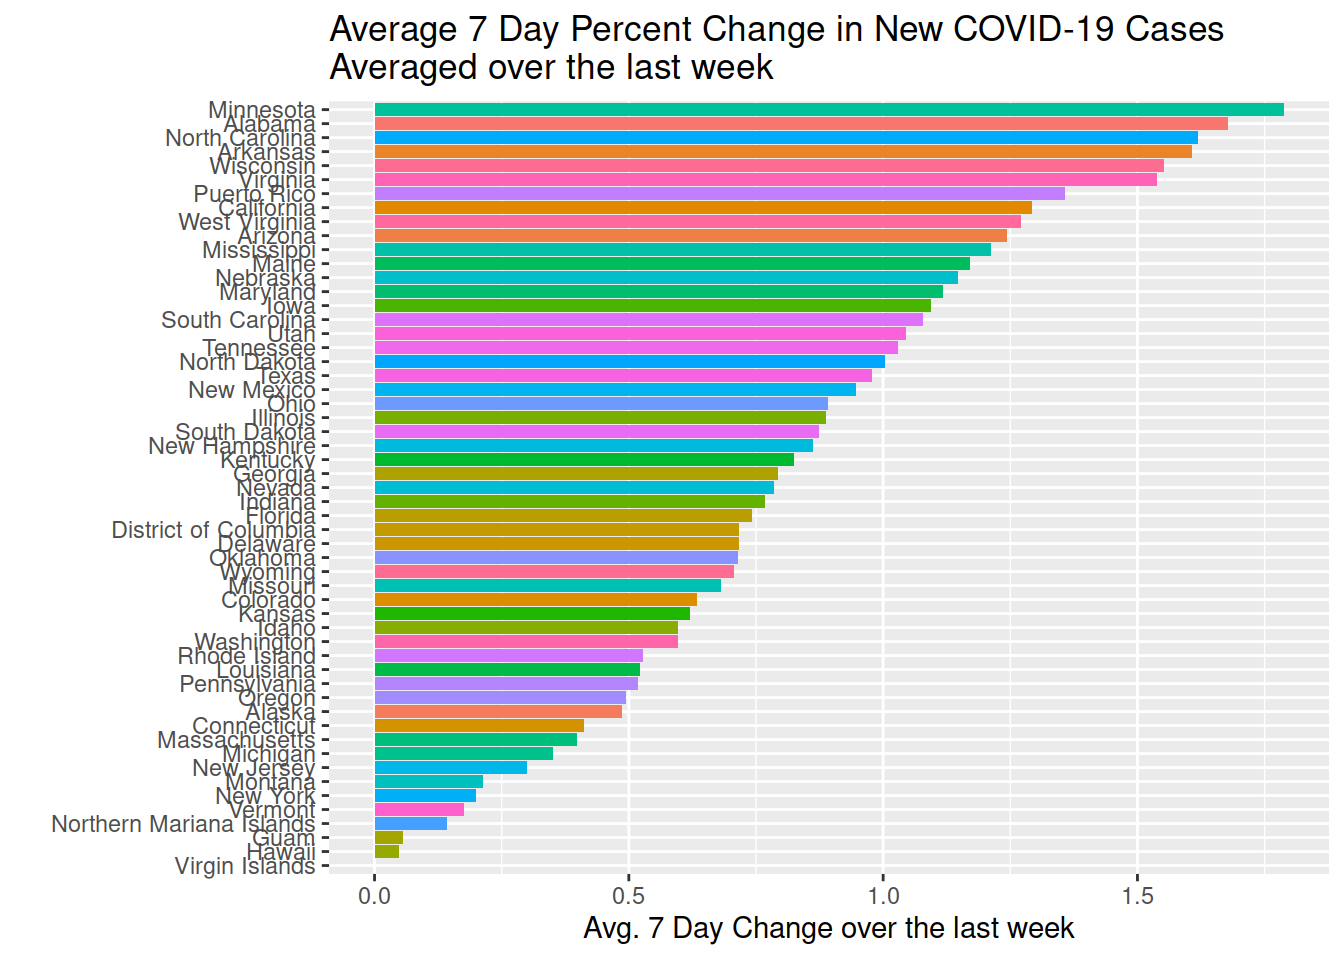 Average 7 Day Percent Change in New COVID-19 Cases
Averaged over the last week
Minnesota
Alabama
North Carolina
Arkansas
Wisconsin
Virginia
Puerto Rico
California
West Virginia
Arizona
Mississippi
Maine
Nebraska
Maryland
Iowa
South Carolina
Utah
Tennessee
North Dakota
Texas
New Mexico
Ohio
Illinois
South Dakota
New Hampshire
Kentucky
Georgia
Nevada
Indiana
Florida
District of Columbia
Delaware
Oklahoma
Wyoming
Missouri
Colorado
Kansas
Idaho
Washington
Rhode Island
Louisiana
Pennsylvania
Oregon
Alaska
Connecticut
Massachusetts
Michigan
New Jersey
Montana
New York
Vermont
Northern Mariana Islands
Guam
Hawaii
Virgin Islands
0.0 0.5 1.0 1.5
Avg. 7 Day Change over the last week